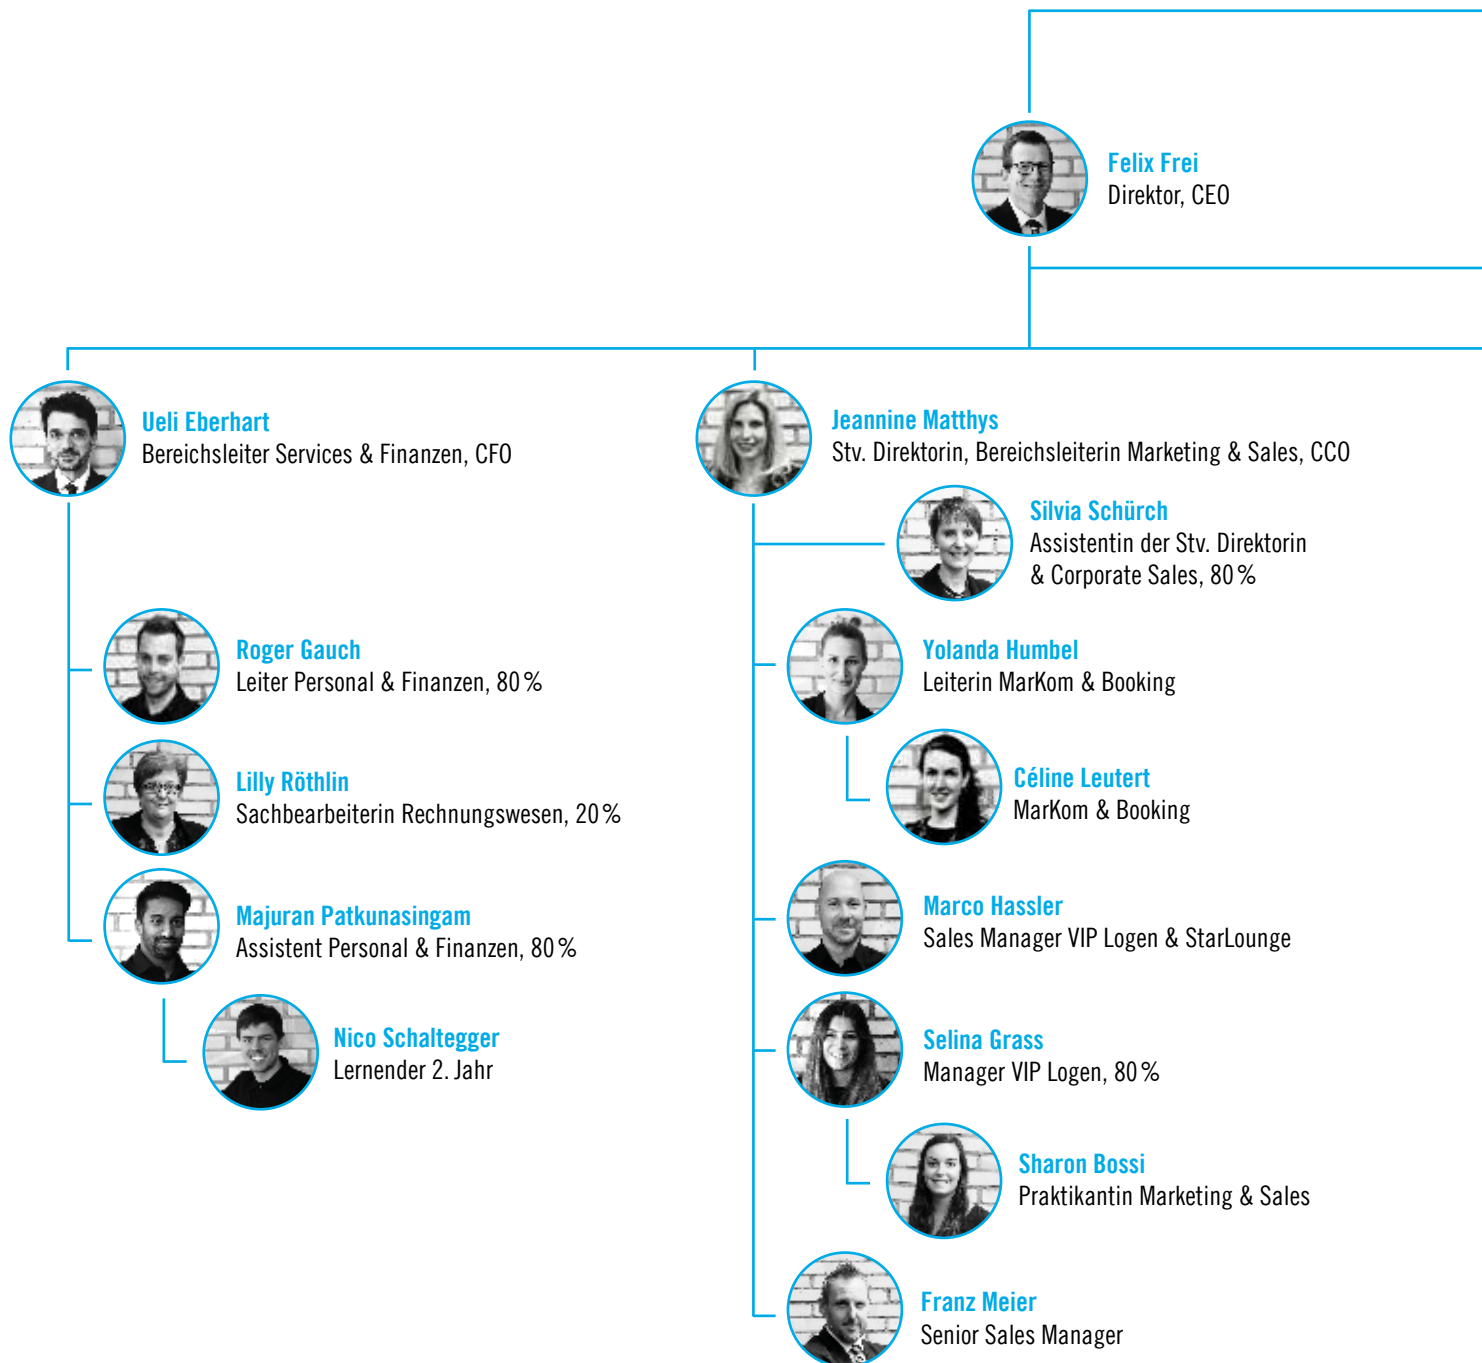 Felix Frei
Direktor, CEO
Ueli Eberhart
Bereichsleiter Services & Finanzen, CFO
Roger Gauch
Leiter Personal & Finanzen, 80 %
Lilly Röthlin
Sachbearbeiterin Rechnungswesen, 20 %
Majuran Patkunasingam
Assistent Personal & Finanzen, 80 %
Nico Schaltegger
Lernender 2. Jahr
Jeannine Matthys
Stv. Direktorin, Bereichsleiterin Marketing & Sales, CCO
Silvia Schürch
Assistentin der Stv. Direktorin
& Corporate Sales, 80 %
Yolanda Humbel
Leiterin MarKom & Booking
Céline Leutert
MarKom & Booking
Marco Hassler
Sales Manager VIP Logen & StarLounge
Selina Grass
Manager VIP Logen, 80 %
Sharon Bossi
Praktikantin Marketing & Sales
Franz Meier
Senior Sales Manager